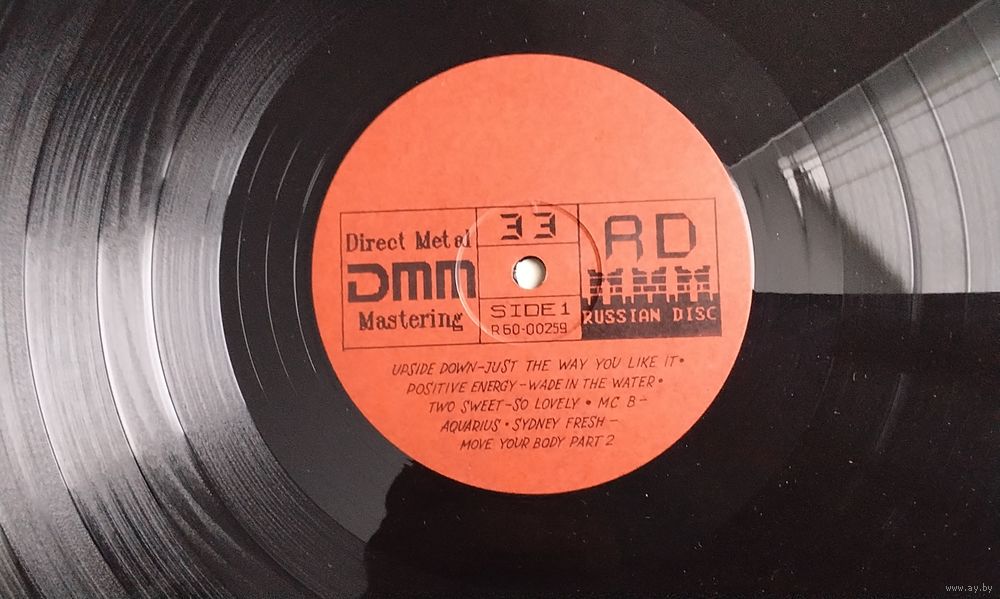 Direct Metal
DMM
Mastering
33
SIDE 1
R60-00259
RD
RUSSIAN DISC
UPSIDE DOWN-JUST THE WAY YOU LIKE IT•
POSITIVE ENERGY-WADE IN THE WATER•
TWO SWEET-SO LOVELY • MC B-
AQUARIUS • SYDNEY FRESH-
MOVE YOUR BODY PART 2
www.ay.by